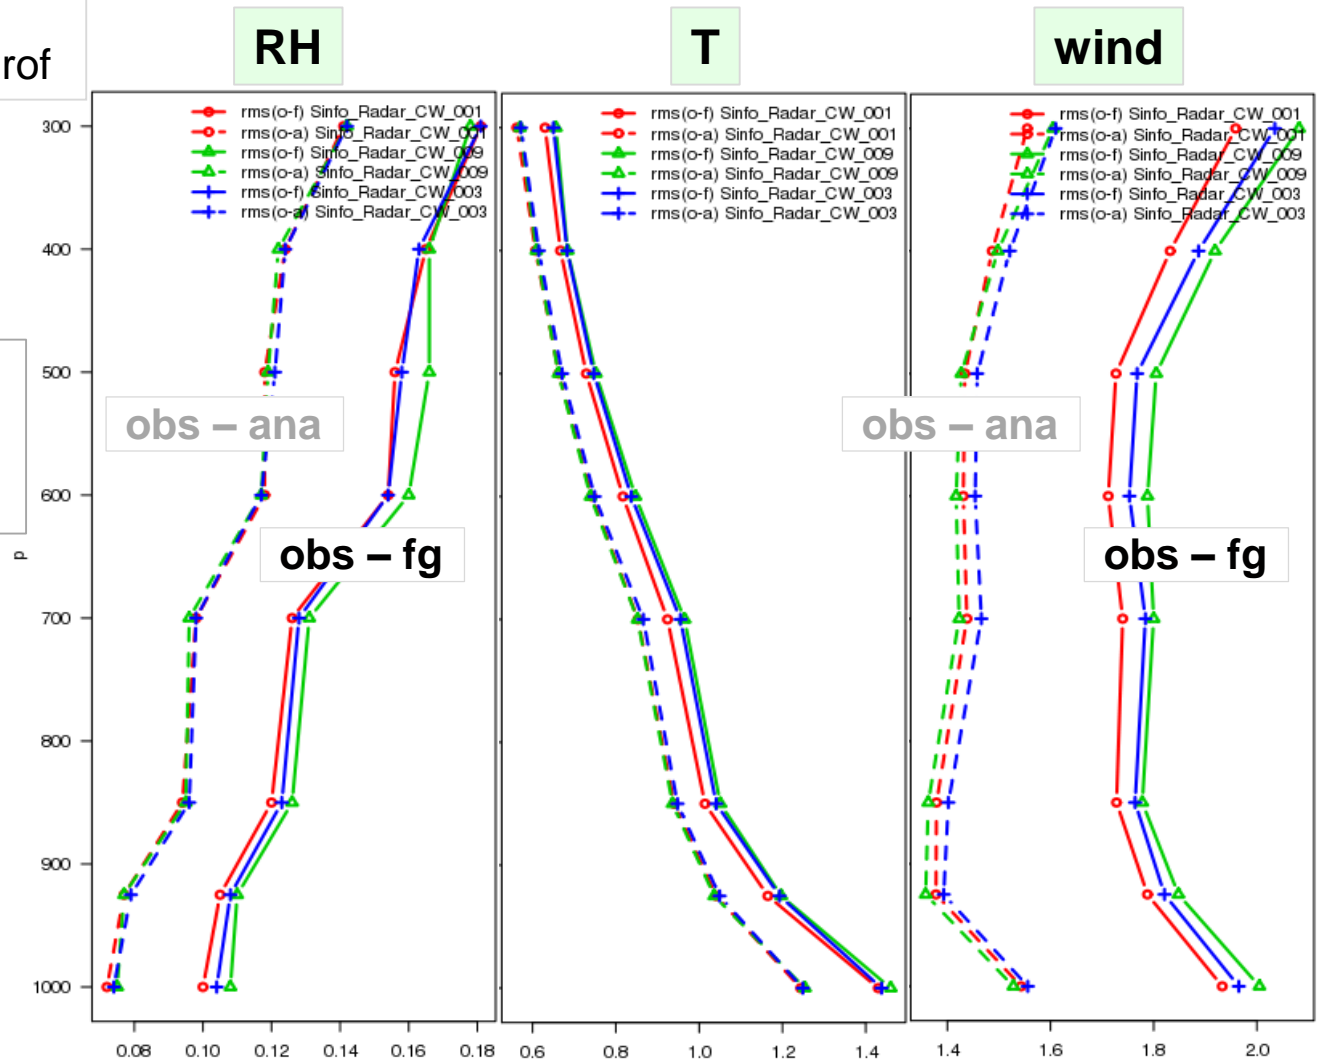 rof
RH
T
wind
rms(o-f) Sinfo_Radar_CW_001
rms(o-a) Sinfo_Radar_CW_001
rms(o-f) Sinfo_Radar_CW_009
rms(o-a) Sinfo_Radar_CW_009
rms(o-f) Sinfo_Radar_CW_003
rms(o-a) Sinfo_Radar_CW_003
rms(o-f) Sinfo_Radar_CW_001
rms(o-a) Sinfo_Radar_CW_001
rms(o-f) Sinfo_Radar_CW_009
rms(o-a) Sinfo_Radar_CW_009
rms(o-f) Sinfo_Radar_CW_003
rms(o-a) Sinfo_Radar_CW_003
rms(o-f) Sinfo_Radar_CW_001
rms(o-a) Sinfo_Radar_CW_001
rms(o-f) Sinfo_Radar_CW_009
rms(o-a) Sinfo_Radar_CW_009
rms(o-f) Sinfo_Radar_CW_003
rms(o-a) Sinfo_Radar_CW_003
300
400
500
600
700
800
900
1000
p
obs – ana
obs – fg
obs – ana
obs – fg
0.08 0.10 0.12 0.14 0.16 0.18
0.6 0.8 1.0 1.2 1.4
1.4 1.6 1.8 2.0